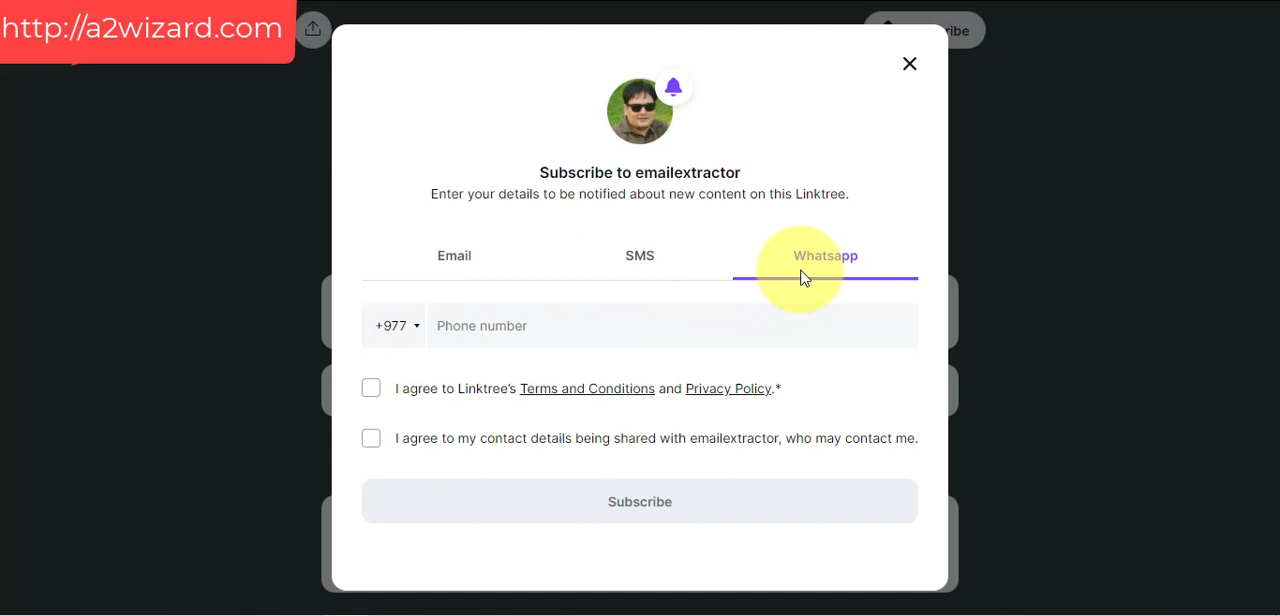 http://a2wizard.com
Subscribe to emailextractor
Enter your details to be notified about new content on this Linktree.
Email SMS Whatsapp
+977 Phone number
I agree to Linktree's Terms and Conditions and Privacy Policy.*
I agree to my contact details being shared with emailextractor, who may contact me.
Subscribe